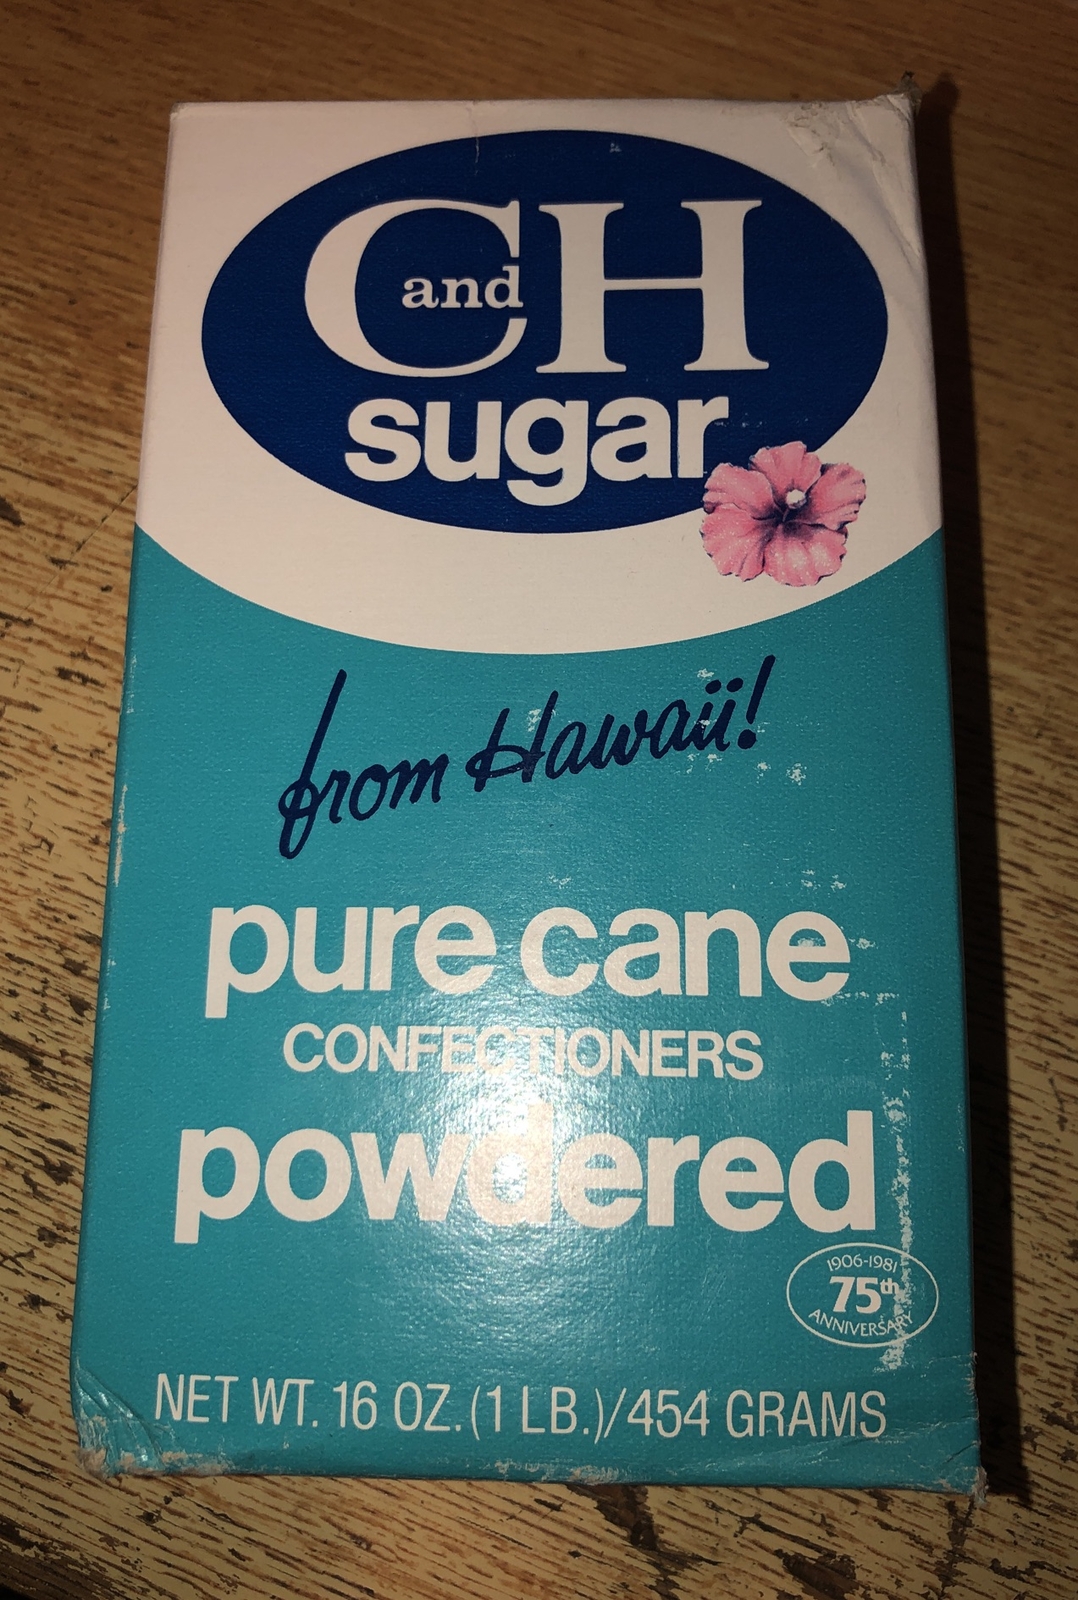 C and H
sugar
from Hawaii!
pure cane
CONFECTIONERS
powdered
1906-1981
75th
ANNIVERSARY
NET WT. 16 OZ. (1 LB.)/454 GRAMS